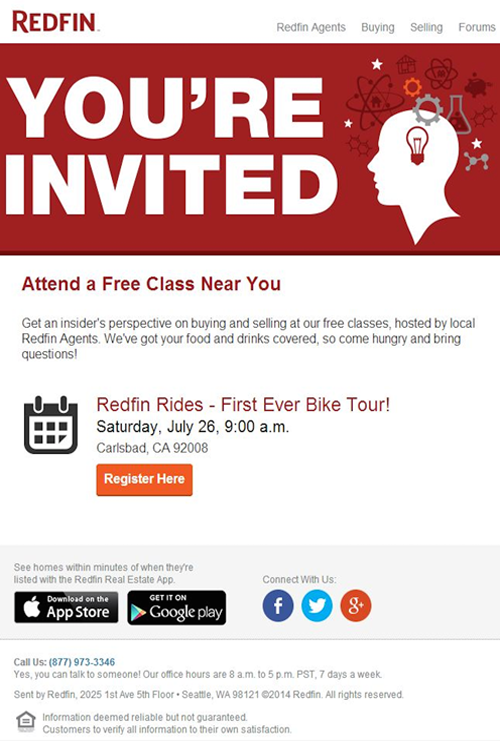 REDFIN.
Redfin Agents Buying Selling Forums
YOU'RE
INVITED
Attend a Free Class Near You
Get an insider's perspective on buying and selling at our free classes, hosted by local
Redfin Agents. We've got your food and drinks covered, so come hungry and bring
questions!
Redfin Rides - First Ever Bike Tour!
Saturday, July 26, 9:00 a.m.
Carlsbad, CA 92008
Register Here
See homes within minutes of when they're
listed with the Redfin Real Estate App.
Connect With Us:
Download on the
App Store
GET IT ON
Google play
f
g+
Call Us: (877) 973-3346
Yes, you can talk to someone! Our office hours are 8 a.m. to 5 p.m. PST, 7 days a week.
Sent by Redfin, 2025 1st Ave 5th Floor • Seattle, WA 98121 ©2014 Redfin. All rights reserved.
Information deemed reliable but not guaranteed.
Customers to verify all information to their own satisfaction.